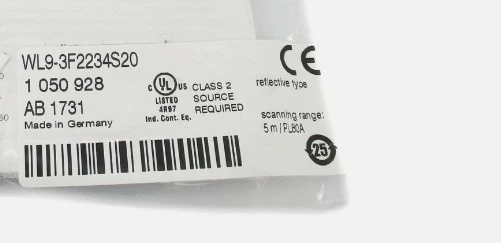 WL9-3F2234S20
1 050 928
AB 1731
Made in Germany
C UL US
LISTED
4R97
Ind. Cont. Eq.
CLASS 2
SOURCE
REQUIRED
CE
reflective type
scanning range:
5 m / PL80A
25